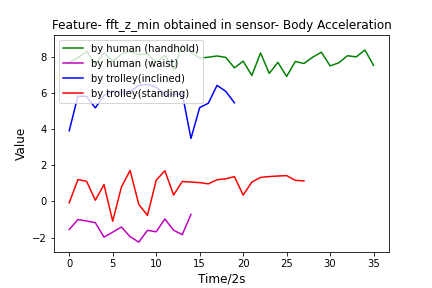 Feature- fft_z_min obtained in sensor- Body Acceleration
by human (handhold)
by human (waist)
by trolley(inclined)
by trolley(standing)
Value
8
6
4
2
0
−2
0
5
10
15
20
25
30
35
Time/2s